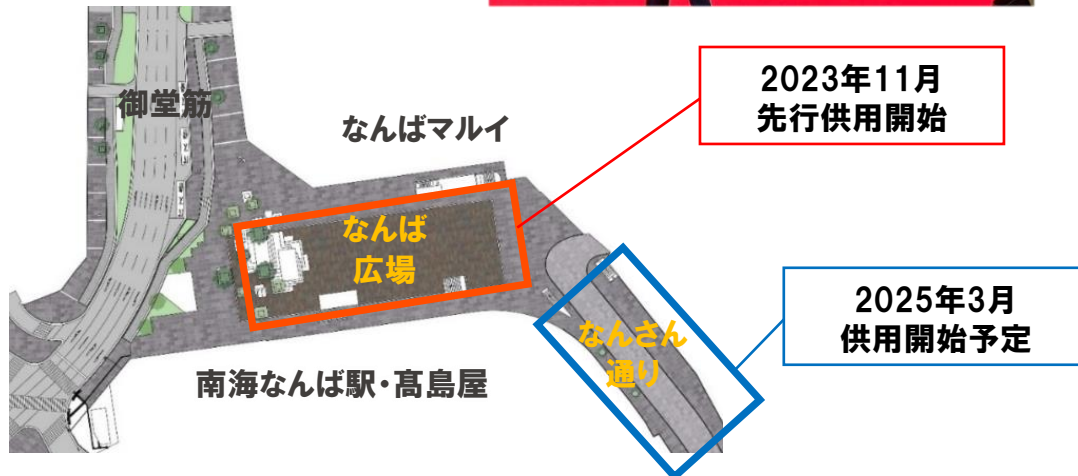 2023年11月
先行供用開始
御堂筋
なんばマルイ
なんば
広場
2025年3月
供用開始予定
なんさん
通り
南海なんば駅・髙島屋